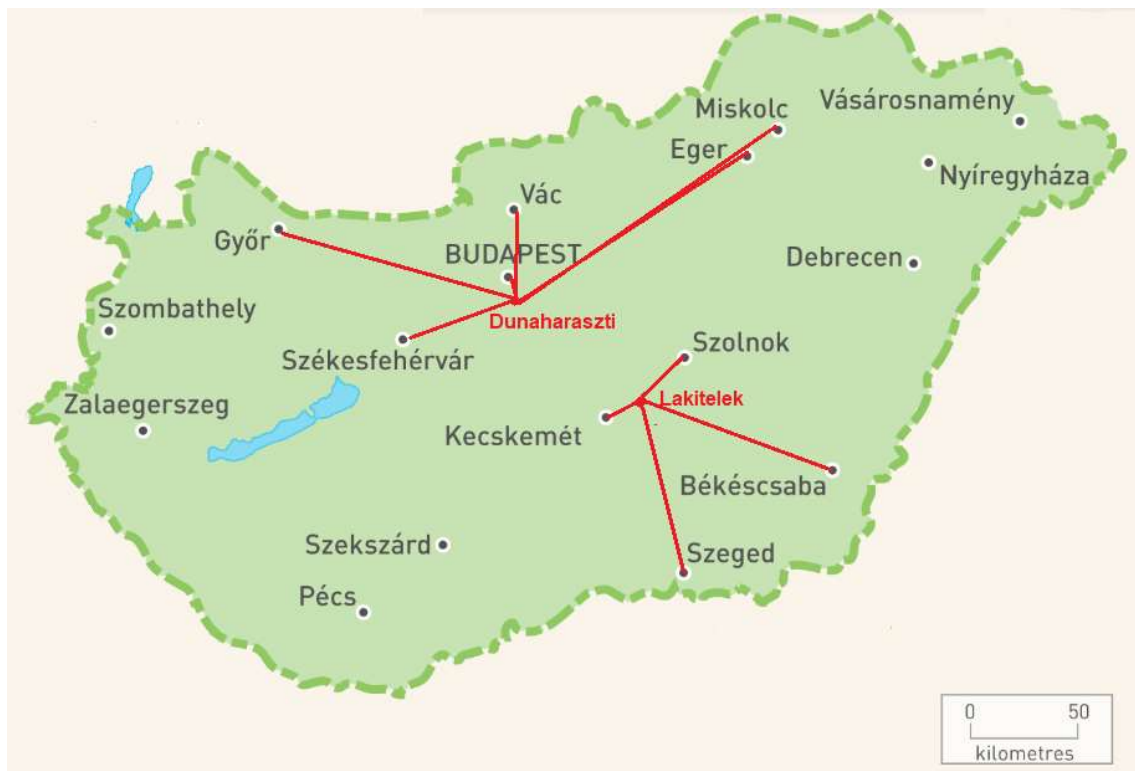 Miskolc
Vásárosnamény
Eger
Nyíregyháza
Vác
Győr
BUDAPEST
Debrecen
Szombathely
Dunaharaszti
Székesfehérvár
Szolnok
Zalaegerszeg
Lakitelek
Kecskemét
Békéscsaba
Szekszárd
Szeged
Pécs
0 50
kilometres